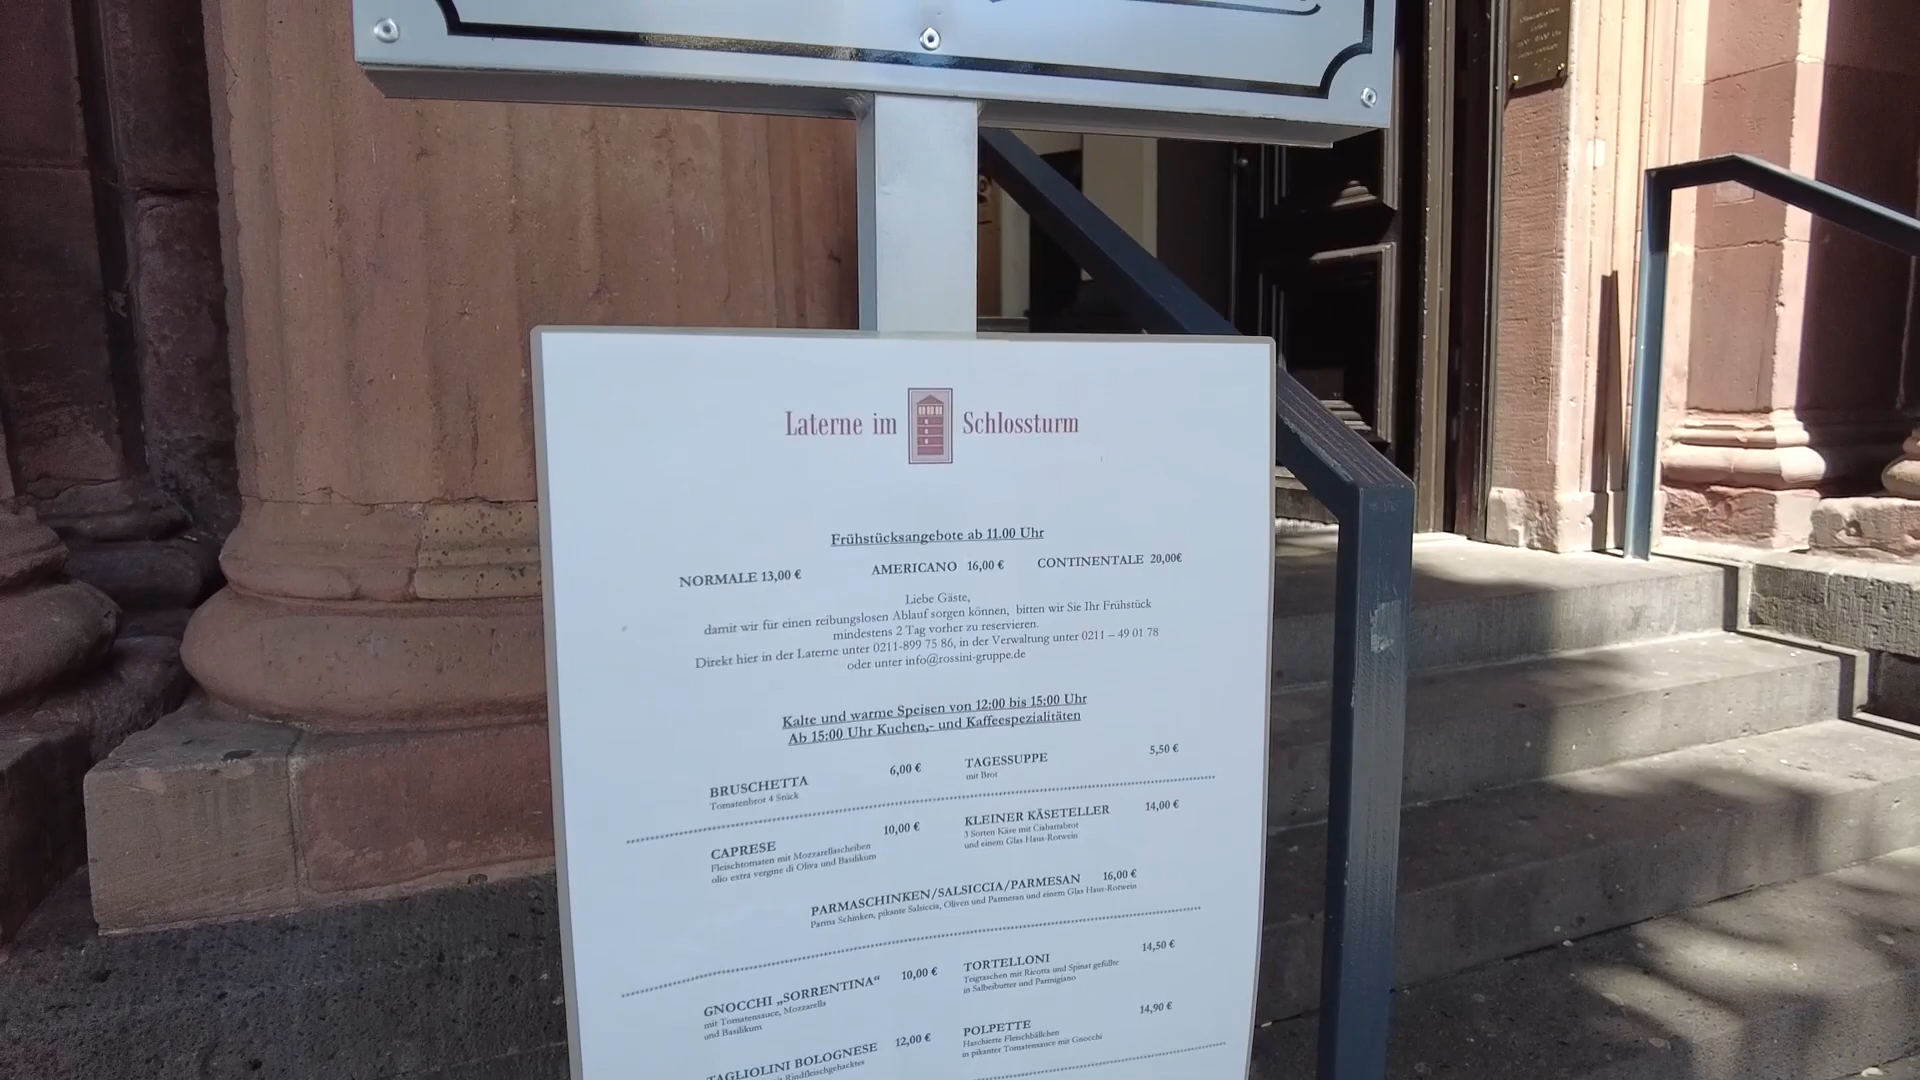 Laterne im Schlossturm
Frühstücksangebote ab 11.00 Uhr
NORMALE 13,00 € AMERICANO 16,00 € CONTINENTALE 20,00€
Liebe Gäste,
damit wir für einen reibungslosen Ablauf sorgen können, bitten wir Sie Ihr Frühstück
mindestens 2 Tag vorher zu reservieren.
Direkt hier in der Laterne unter 0211-899 75 86, in der Verwaltung unter 0211 – 49 01 78
oder unter info@rossini-gruppe.de
Kalte und warme Speisen von 12:00 bis 15:00 Uhr
Ab 15:00 Uhr Kuchen,- und Kaffeespezialitäten
BRUSCHETTA 6,00 €
Tomatenbrot 4 Stück
TAGESSUPPE 5,50 €
mit Brot
CAPRESE 10,00 €
Fleischtomaten mit Mozzarellascheiben
olio extra vergine di Oliva und Basilikum
KLEINER KÄSETELLER 14,00 €
3 Sorten Käse mit Ciabattabrot
und einem Glas Haus-Rotwein
PARMASCHINKEN/SALSICCIA/PARMESAN 16,00 €
Parma Schinken, pikante Salsiccia, Oliven und Parmesan und einem Glas Haus-Rotwein
GNOCCHI „SORRENTINA“ 10,00 €
mit Tomatensauce, Mozzarella
und Basilikum
TORTELLONI 14,50 €
Teigtaschen mit Ricotta und Spinat gefüllte
in Salbeibutter und Parmigiano
TAGLIOLINI BOLOGNESE 12,00 €
Rindfleischgehacktes
POLPETTE 14,90 €
Haschierte Fleischbällchen
in pikanter Tomatensauce mit Gnocchi